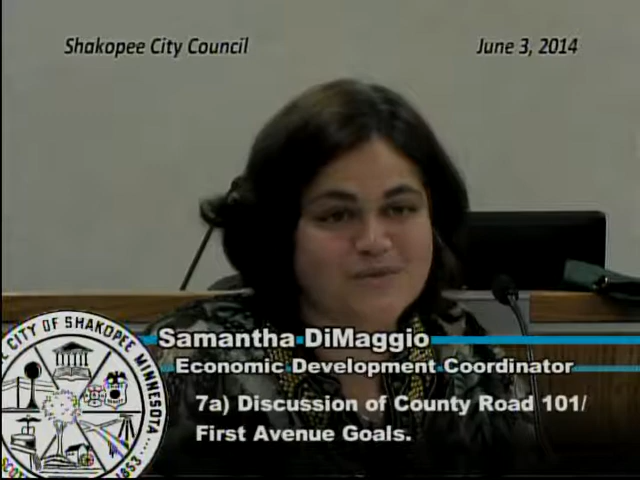 Shakopee City Council
June 3, 2014
CITY OF SHAKOPEE MINNESOTA
1853
Samantha DiMaggio
Economic Development Coordinator
7a) Discussion of County Road 101/
First Avenue Goals.